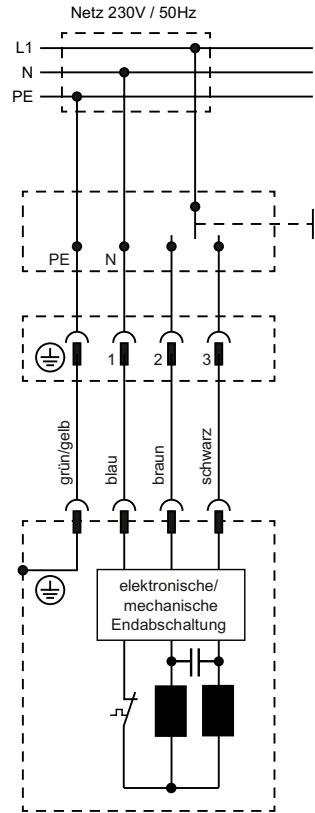 Netz 230V / 50Hz
L1
N
PE
PE N
1 2 3
grün/gelb
blau
braun
schwarz
elektronische/
mechanische
Endabschaltung